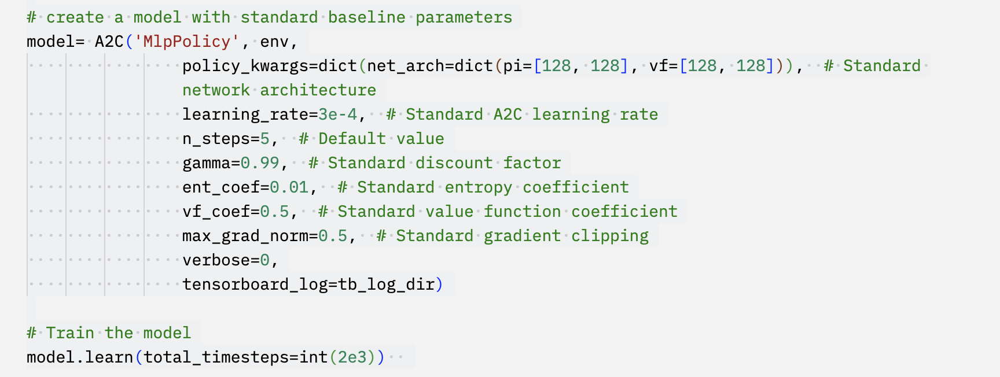 # create a model with standard baseline parameters
model= A2C('MlpPolicy', env,
policy_kwargs=dict(net_arch=dict(pi=[128, 128], vf=[128, 128])),  # Standard
network architecture
learning_rate=3e-4,  # Standard A2C learning rate
n_steps=5,  # Default value
gamma=0.99,  # Standard discount factor
ent_coef=0.01,  # Standard entropy coefficient
vf_coef=0.5,  # Standard value function coefficient
max_grad_norm=0.5,  # Standard gradient clipping
verbose=0,
tensorboard_log=tb_log_dir)
# Train the model
model.learn(total_timesteps=int(2e3))